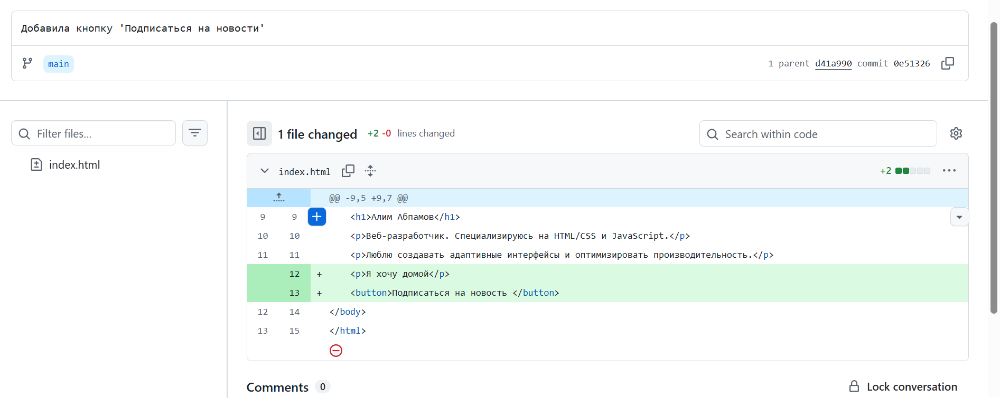 Добавила кнопку 'Подписаться на новости'
main
1 parent d41a990 commit 0e51326
Filter files...
index.html
1 file changed +2 -0 lines changed
Search within code
index.html
+2
@@ -9,5 +9,7 @@
9 9 <h1>Алим Абпамов</h1>
10 10 <p>Веб-разработчик. Специализируюсь на HTML/CSS и JavaScript.</p>
11 11 <p>Люблю создавать адаптивные интерфейсы и оптимизировать производительность.</p>
12 + <p>Я хочу домой</p>
13 + <button>Подписаться на новость </button>
12 14 </body>
13 15 </html>
Comments 0
Lock conversation